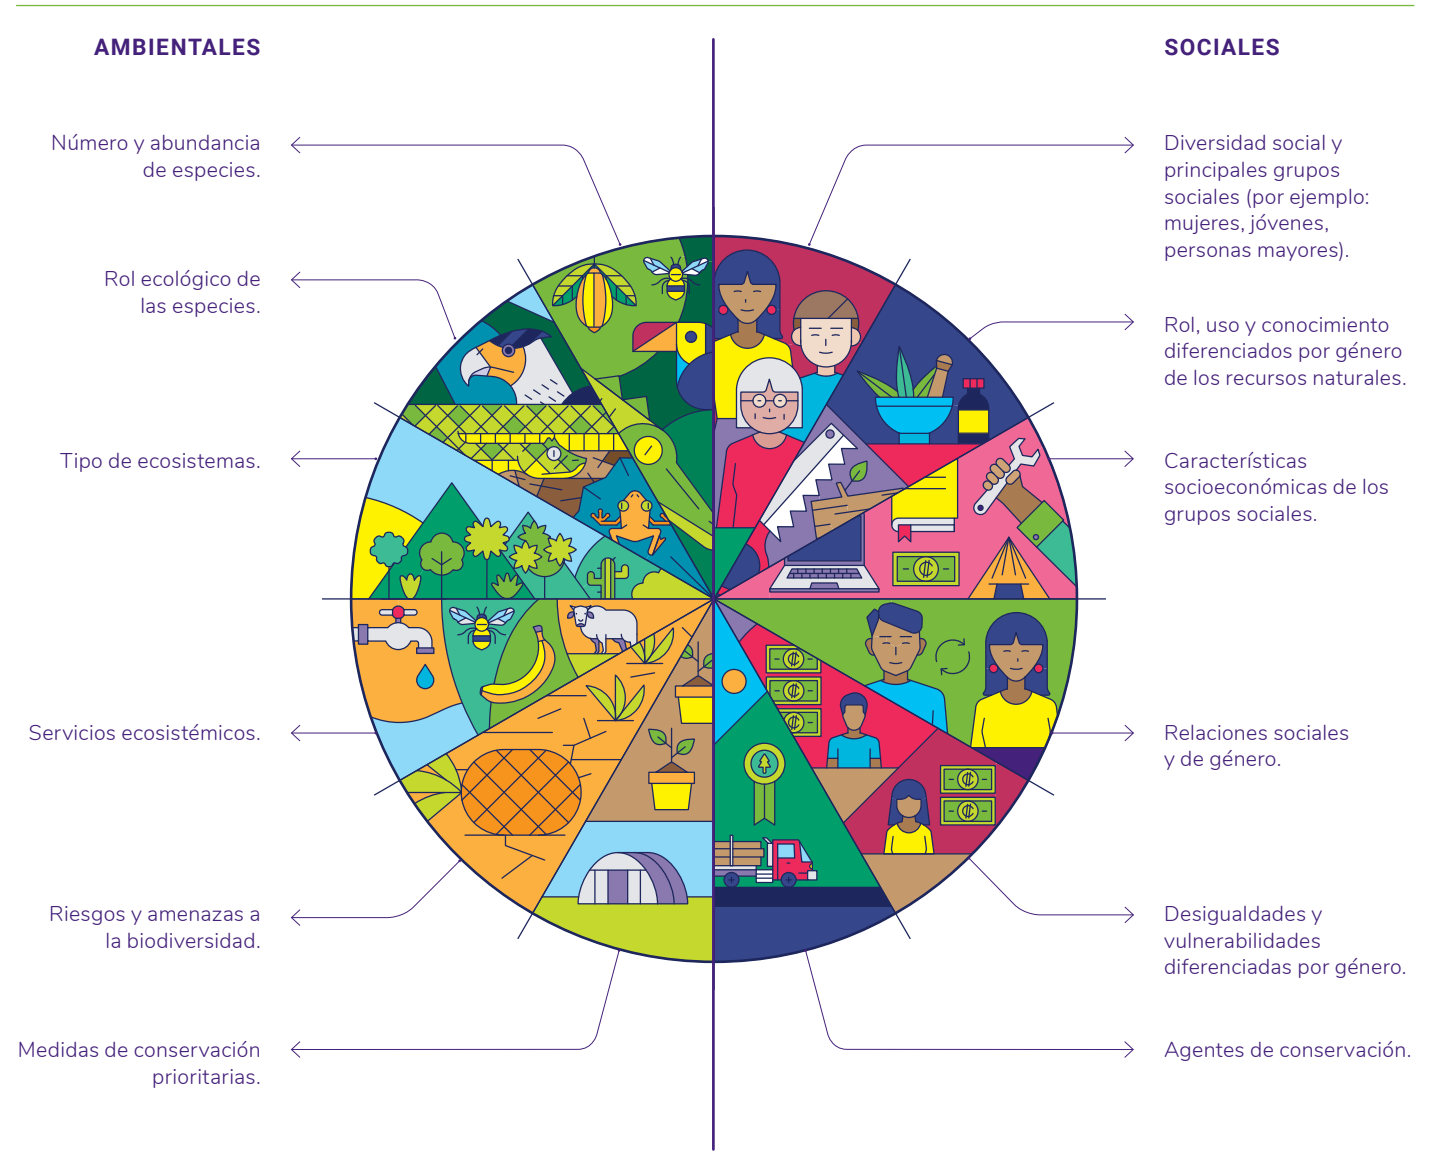 AMBIENTALES
Número y abundancia
de especies.
Rol ecológico de
las especies.
Tipo de ecosistemas.
Servicios ecosistémicos.
Riesgos y amenazas a
la biodiversidad.
Medidas de conservación
prioritarias.
SOCIALES
Diversidad social y
principales grupos
sociales (por ejemplo:
mujeres, jóvenes,
personas mayores).
Rol, uso y conocimiento
diferenciados por género
de los recursos naturales.
Características
socioeconómicas de los
grupos sociales.
Relaciones sociales
y de género.
Desigualdades y
vulnerabilidades
diferenciadas por género.
Agentes de conservación.